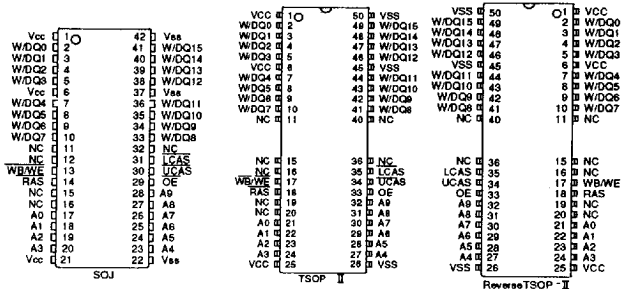 Vcc 1 42 Vss
W/DQ0 2 41 W/DQ15
W/DQ1 3 40 W/DQ14
W/DQ2 4 39 W/DQ13
W/DQ3 5 38 W/DQ12
Vcc 6 37 Vss
W/DQ4 7 36 W/DQ11
W/DQ5 8 35 W/DQ10
W/DQ6 9 34 W/DQ9
W/DQ7 10 33 W/DQ8
NC 11 32 NC
NC 12 31 LCAS
WB/WE 13 30 UCAS
RAS 14 29 OE
NC 15 28 A9
NC 16 27 A8
A0 17 26 A7
A1 18 25 A6
A2 19 24 A5
A3 20 23 A4
Vcc 21 22 Vss
SOJ
VCC 1 50 VSS
W/DQ0 2 49 W/DQ15
W/DQ1 3 48 W/DQ14
W/DQ2 4 47 W/DQ13
W/DQ3 5 46 W/DQ12
VCC 6 45 VSS
W/DQ4 7 44 W/DQ11
W/DQ5 8 43 W/DQ10
W/DQ6 9 42 W/DQ9
W/DQ7 10 41 W/DQ8
NC 11 40 NC
NC 15 36 NC
NC 16 35 LCAS
WB/WE 17 34 UCAS
RAS 18 33 OE
NC 19 32 A9
NC 20 31 A8
A0 21 30 A7
A1 22 29 A6
A2 23 28 A5
A3 24 27 A4
VCC 25 26 VSS
TSOP II
VSS 50 1 VCC
W/DQ15 49 2 W/DQ0
W/DQ14 48 3 W/DQ1
W/DQ13 47 4 W/DQ2
W/DQ12 46 5 W/DQ3
VSS 45 6 VCC
W/DQ11 44 7 W/DQ4
W/DQ10 43 8 W/DQ5
W/DQ9 42 9 W/DQ6
W/DQ8 41 10 W/DQ7
NC 40 11 NC
NC 36 15 NC
LCAS 35 16 NC
UCAS 34 17 WB/WE
OE 33 18 RAS
A9 32 19 NC
A8 31 20 NC
A7 30 21 A0
A6 29 22 A1
A5 28 23 A2
A4 27 24 A3
VSS 26 25 VCC
Reverse TSOP - II